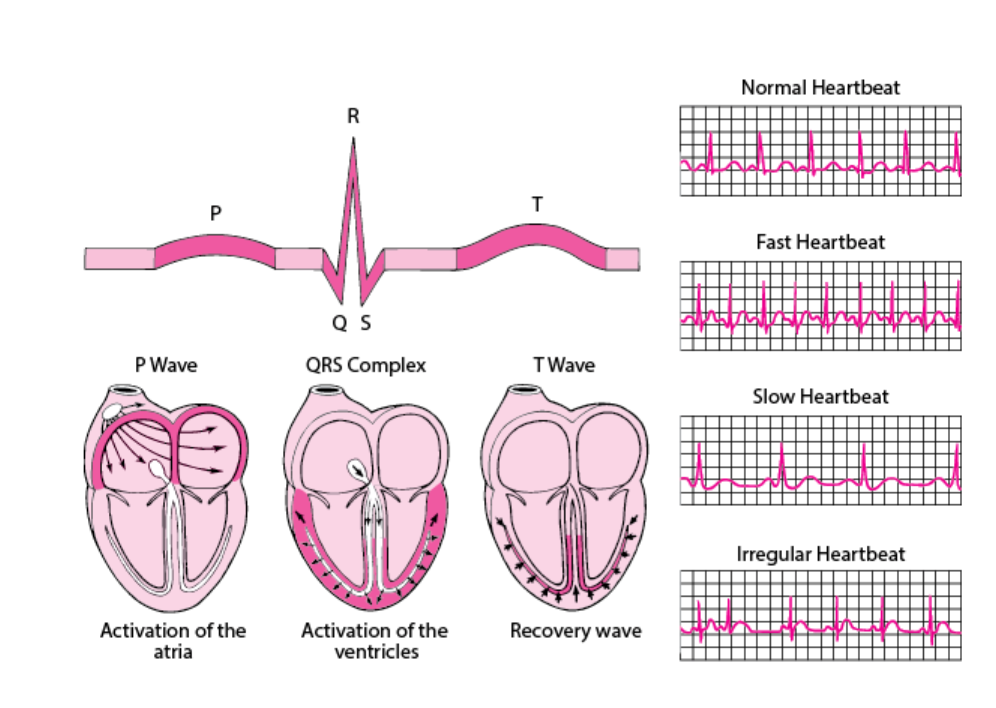 R
P
T
Q S
P Wave
QRS Complex
T Wave
Activation of the
atria
Activation of the
ventricles
Recovery wave
Normal Heartbeat
Fast Heartbeat
Slow Heartbeat
Irregular Heartbeat